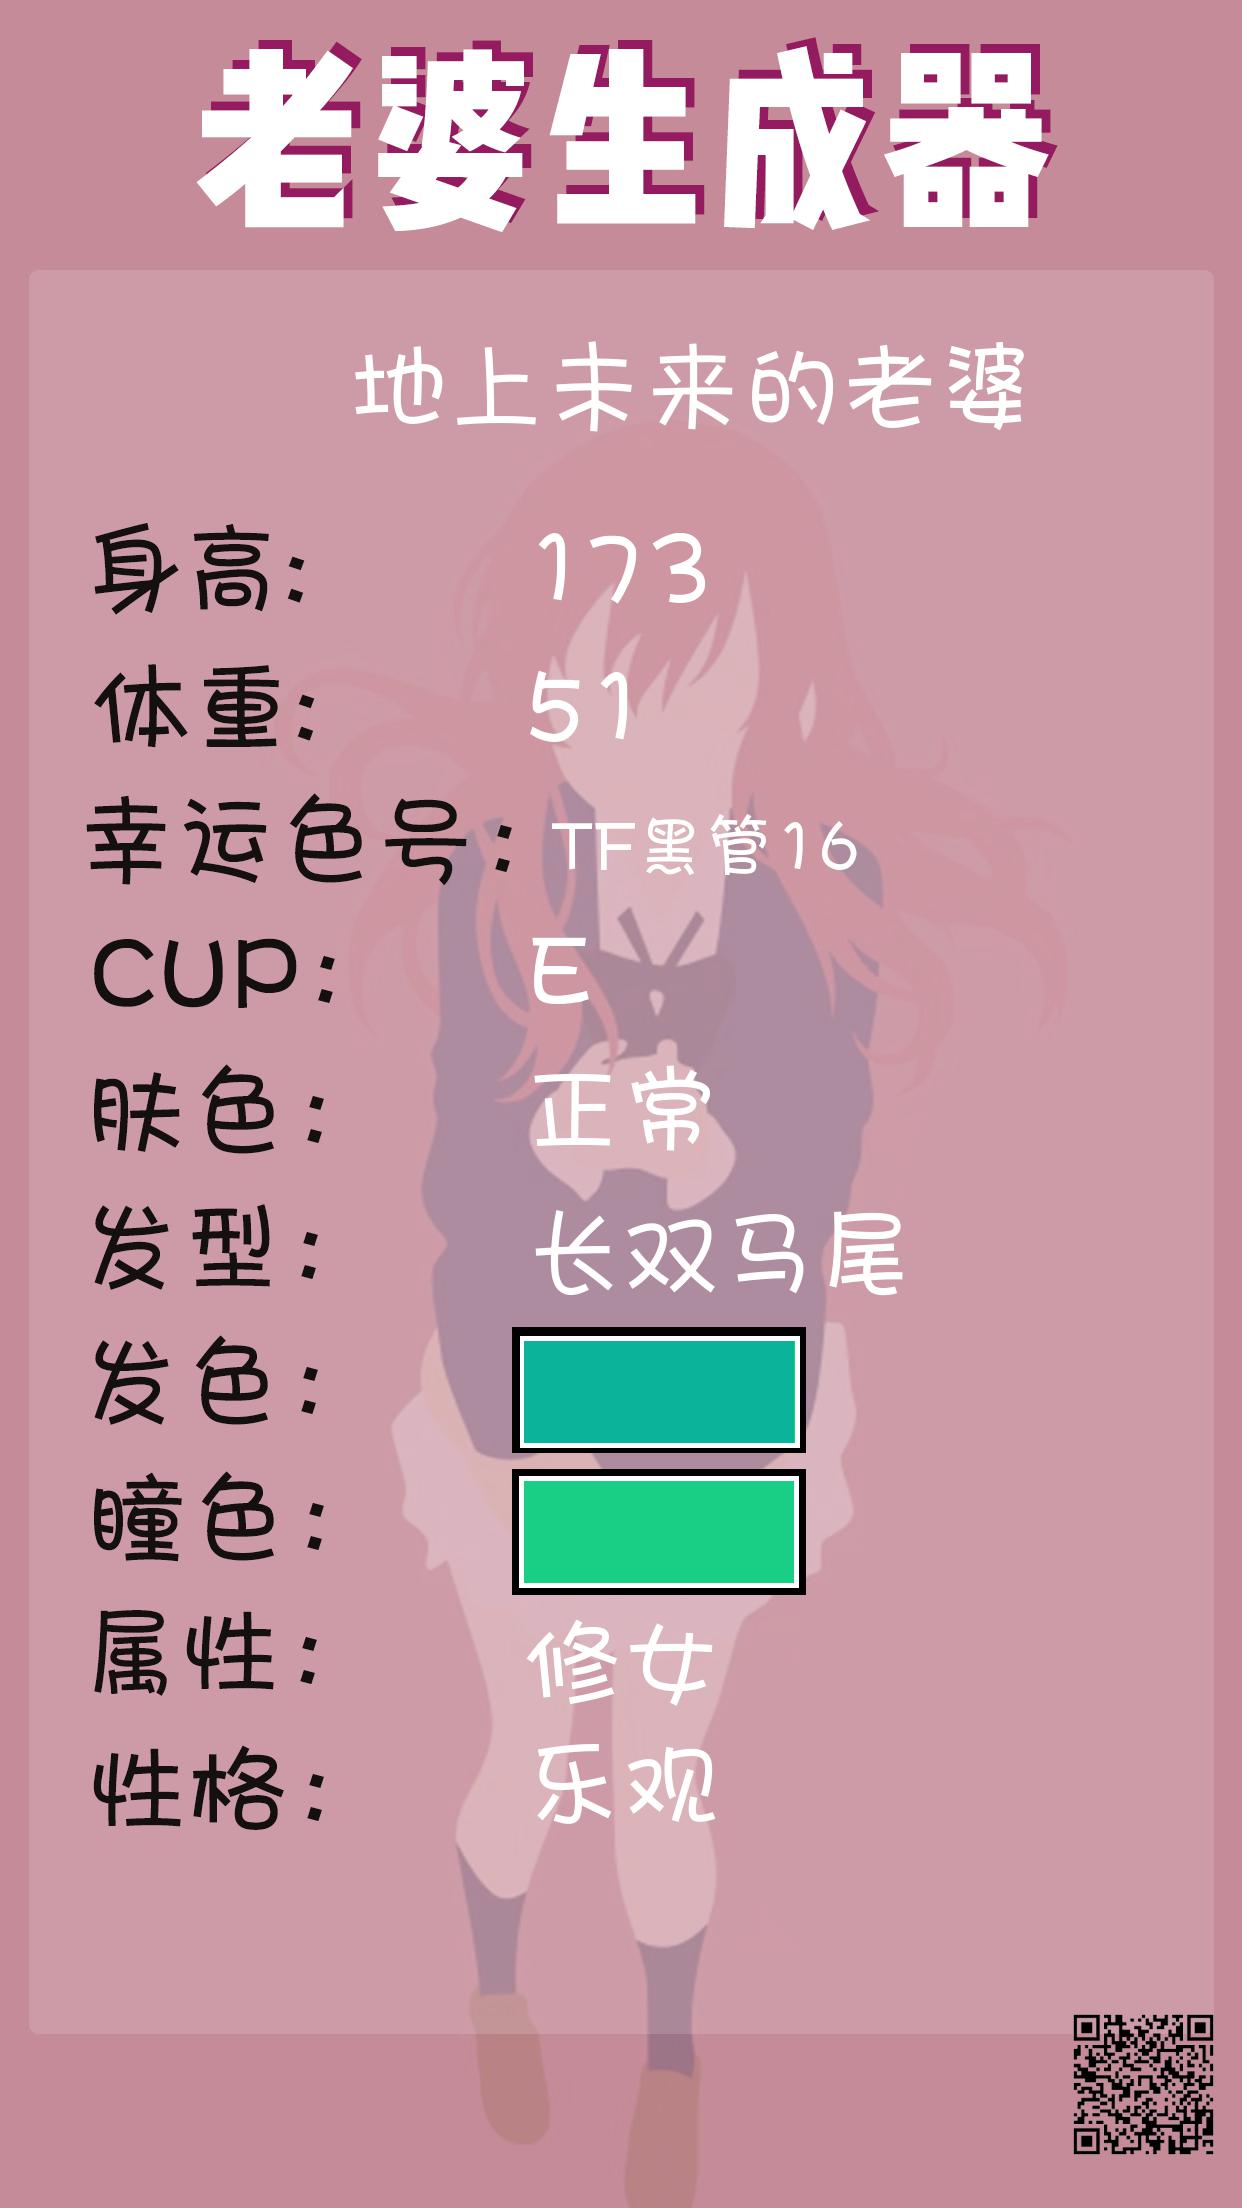 老婆生成器
地上未来的老婆
身高: 173
体重: 51
幸运色号: TF黑管16
CUP: E
肤色: 正常
发型: 长双马尾
发色:
瞳色:
属性: 修女
性格: 乐观